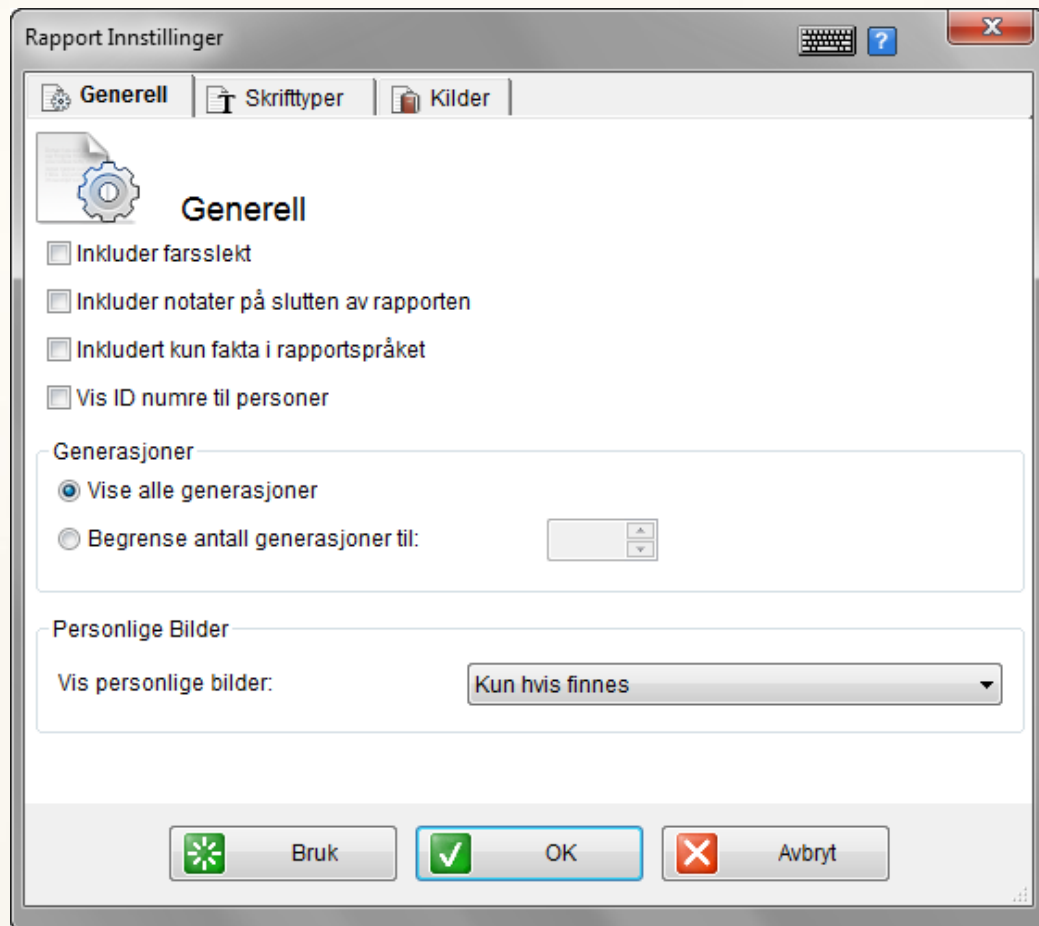 Rapport Innstillinger
?
Generell
Skrifttyper
Kilder
Generell
Inkluder farsslekt
Inkluder notater på slutten av rapporten
Inkludert kun fakta i rapportspråket
Vis ID numre til personer
Generasjoner
Vise alle generasjoner
Begrense antall generasjoner til:
Personlige Bilder
Vis personlige bilder:
Kun hvis finnes
Bruk
OK
Avbryt